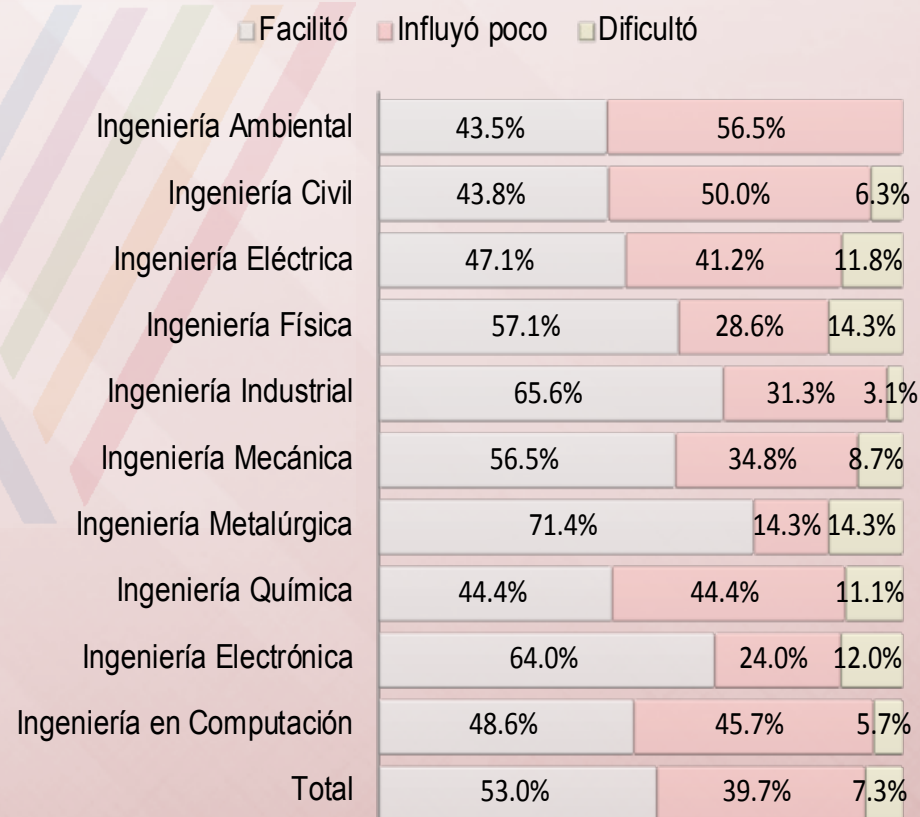 Facilitó Influyó poco Dificultó
Ingeniería Ambiental 43.5% 56.5%
Ingeniería Civil 43.8% 50.0% 6.3%
Ingeniería Eléctrica 47.1% 41.2% 11.8%
Ingeniería Física 57.1% 28.6% 14.3%
Ingeniería Industrial 65.6% 31.3% 3.1%
Ingeniería Mecánica 56.5% 34.8% 8.7%
Ingeniería Metalúrgica 71.4% 14.3% 14.3%
Ingeniería Química 44.4% 44.4% 11.1%
Ingeniería Electrónica 64.0% 24.0% 12.0%
Ingeniería en Computación 48.6% 45.7% 5.7%
Total 53.0% 39.7% 7.3%